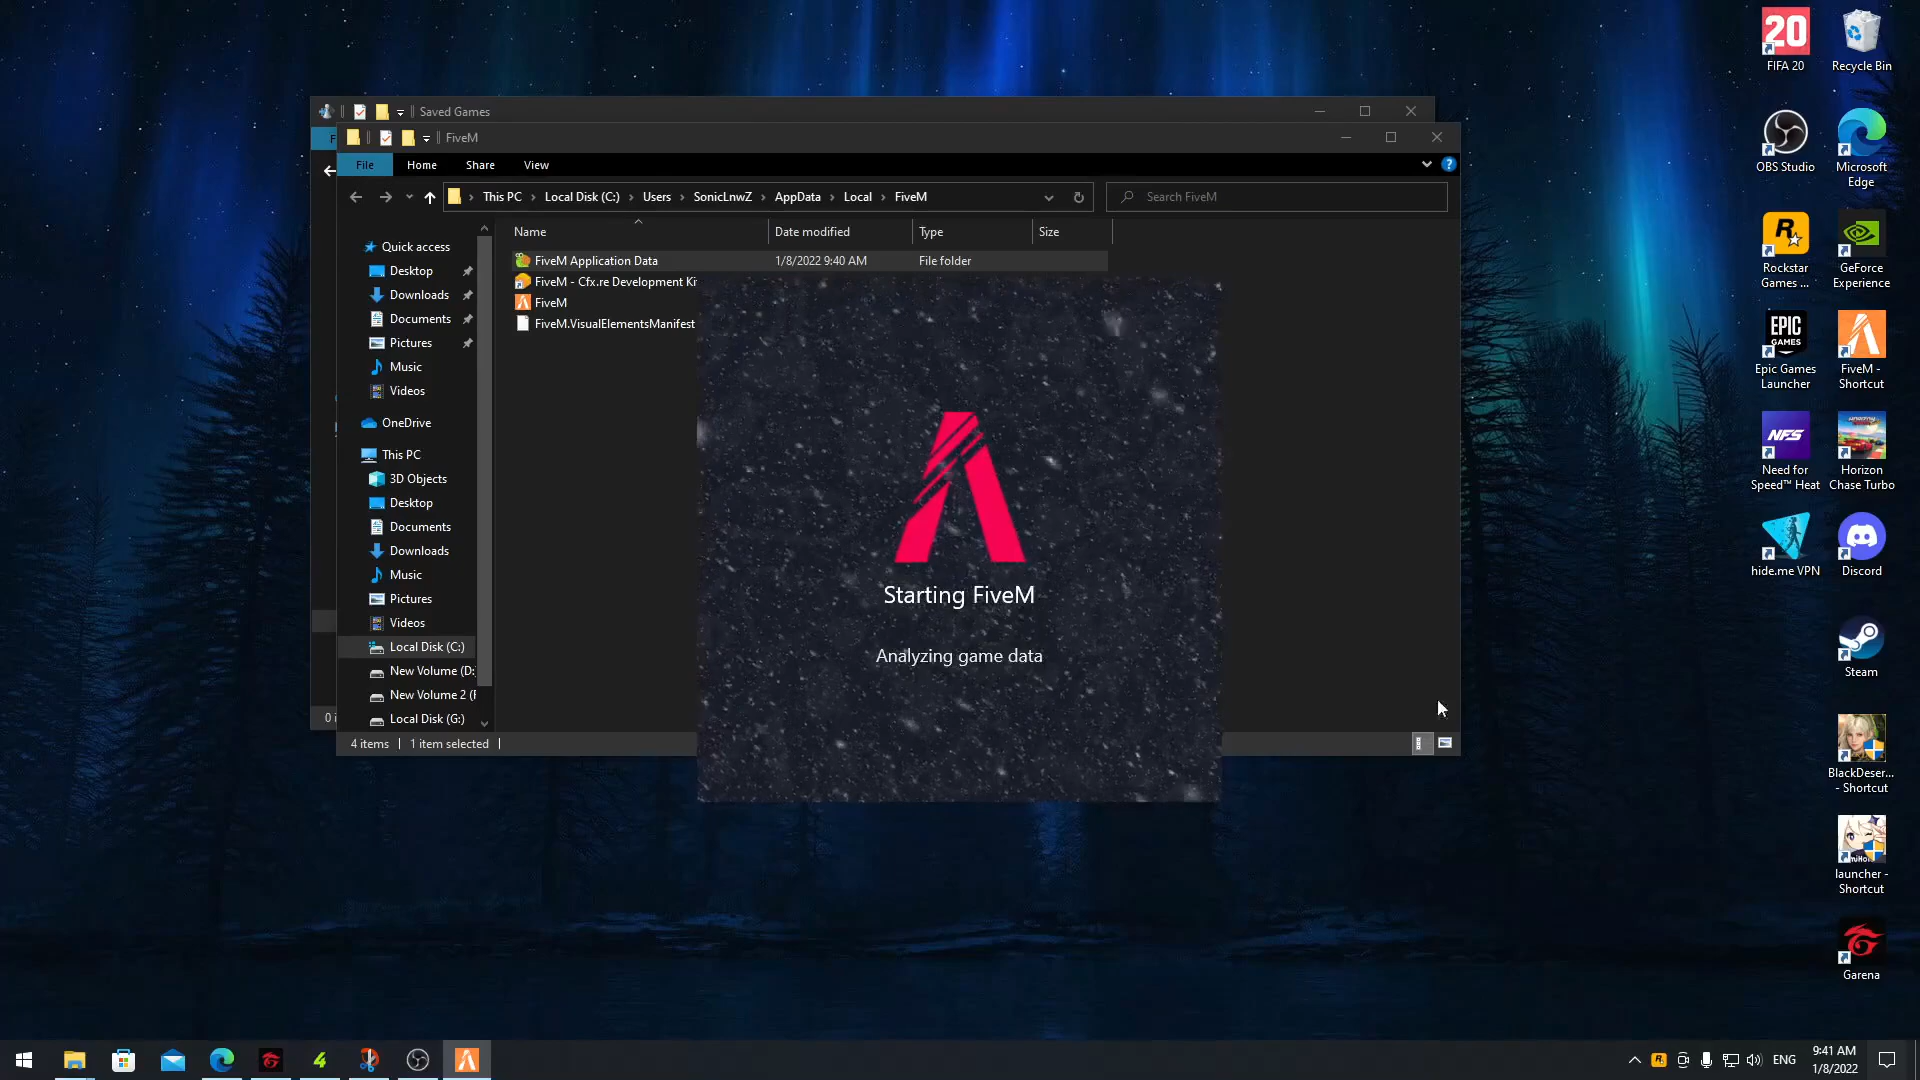 Saved Games
FiveM
File
Home
Share
View
This PC
Local Disk (C:)
Users
SonicLnwZ
AppData
Local
FiveM
Search FiveM
Name
Date modified
Type
Size
FiveM Application Data
1/8/2022 9:40 AM
File folder
FiveM - Cfx.re Development Ki
FiveM
FiveM.VisualElementsManifest
Quick access
Desktop
Downloads
Documents
Pictures
Music
Videos
OneDrive
This PC
3D Objects
Desktop
Documents
Downloads
Music
Pictures
Videos
Local Disk (C:)
New Volume (D:
New Volume 2 (F
Local Disk (G:)
0 i
4 items
1 item selected
Starting FiveM
Analyzing game data
20
FIFA 20
Recycle Bin
OBS Studio
Microsoft
Edge
Rockstar
Games ...
GeForce
Experience
EPIC
GAMES
Epic Games
Launcher
FiveM -
Shortcut
NFS
Need for
Speed™ Heat
Horizon
Chase Turbo
hide.me VPN
Discord
Steam
BlackDeser...
- Shortcut
launcher -
Shortcut
Garena
ENG
9:41 AM
1/8/2022